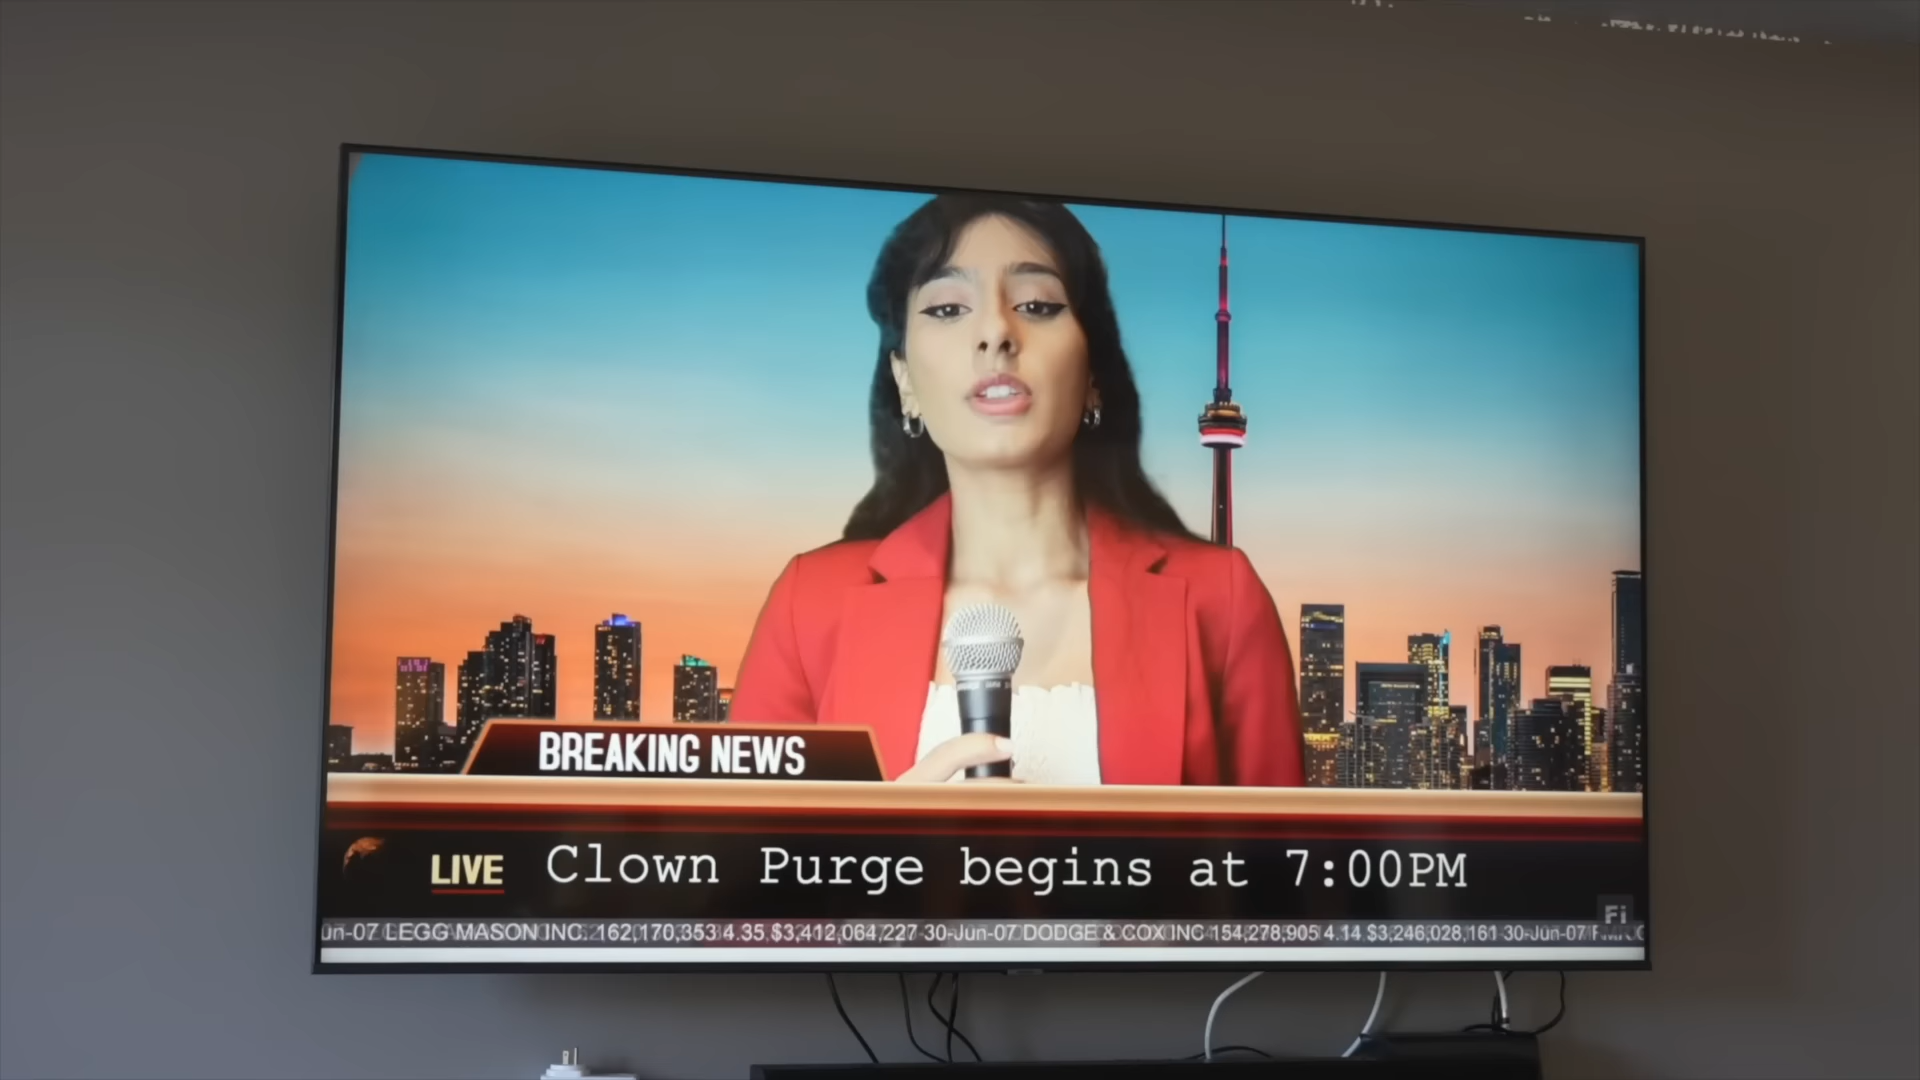 BREAKING NEWS
LIVE Clown Purge begins at 7:00PM
Fi
un-07 LEGG MASON INC. 162,170,353 4.35 $3,412,064,227 30-Jun-07 DODGE & COX INC 154,278,905 4.14 $3,246,028,161 30-Jun-07